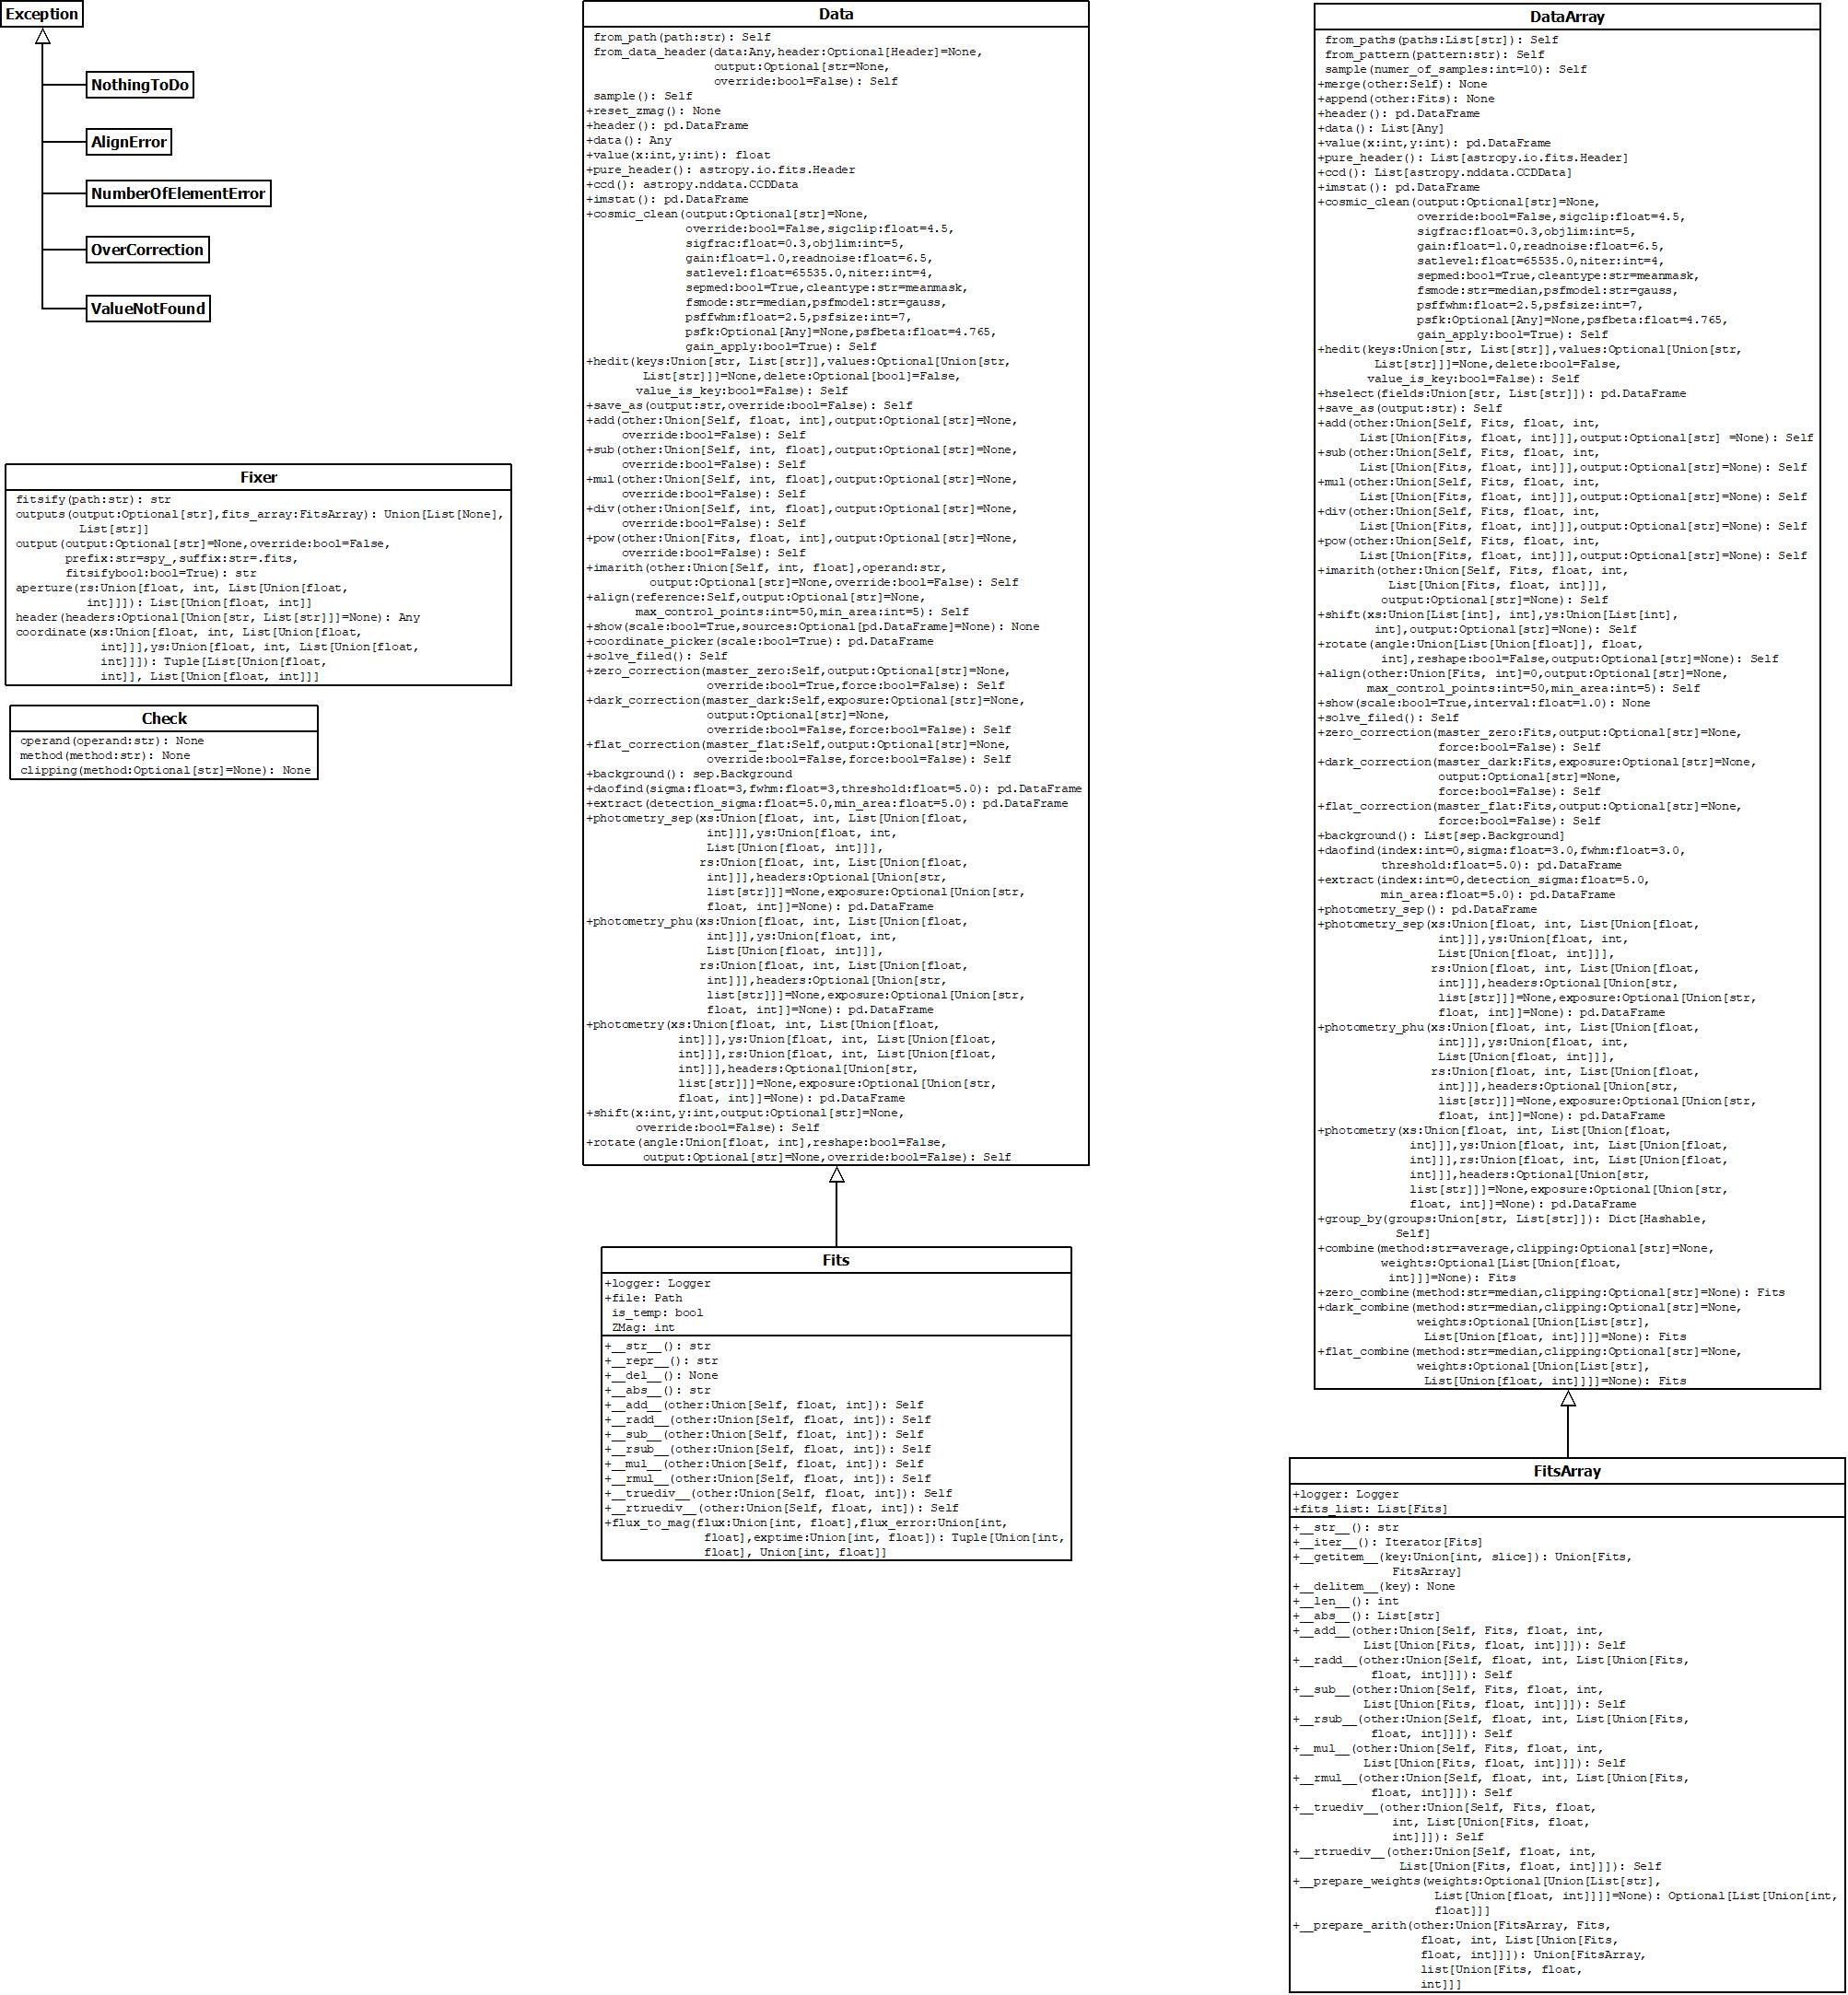 Exception
NothingToDo
AlignError
NumberOfElementError
OverCorrection
ValueNotFound
Fixer
fitsify(path:str): str
outputs(output:Optional[str],fits_array:FitsArray): Union[List[None],
List[str]]
output(output:Optional[str]=None,override:bool=False,
prefix:str=spy_,suffix:str=.fits,
fitsifybool:bool=True): str
aperture(rs:Union[float, int, List[Union[float,
int]]]): List[Union[float, int]]
header(headers:Optional[Union[str, List[str]]]=None): Any
coordinate(xs:Union[float, int, List[Union[float,
int]]],ys:Union[float, int, List[Union[float,
int]]]): Tuple[List[Union[float,
int]], List[Union[float, int]]]
Check
operand(operand:str): None
method(method:str): None
clipping(method:Optional[str]=None): None
Data
from_path(path:str): Self
from_data_header(data:Any,header:Optional[Header]=None,
output:Optional[str=None,
override:bool=False): Self
sample(): Self
+reset_zmag(): None
+header(): pd.DataFrame
+data(): Any
+value(x:int,y:int): float
+pure_header(): astropy.io.fits.Header
+ccd(): astropy.nddata.CCDData
+imstat(): pd.DataFrame
+cosmic_clean(output:Optional[str]=None,
override:bool=False,sigclip:float=4.5,
sigfrac:float=0.3,objlim:int=5,
gain:float=1.0,readnoise:float=6.5,
satlevel:float=65535.0,niter:int=4,
sepmed:bool=True,cleantype:str=meanmask,
fsmode:str=median,psfmodel:str=gauss,
psffwhm:float=2.5,psfsize:int=7,
psfk:Optional[Any]=None,psfbeta:float=4.765,
gain_apply:bool=True): Self
+hedit(keys:Union[str, List[str]],values:Optional[Union[str,
List[str]]]=None,delete:Optional[bool]=False,
value_is_key:bool=False): Self
+save_as(output:str,override:bool=False): Self
+add(other:Union[Self, float, int],output:Optional[str]=None,
override:bool=False): Self
+sub(other:Union[Self, int, float],output:Optional[str]=None,
override:bool=False): Self
+mul(other:Union[Self, int, float],output:Optional[str]=None,
override:bool=False): Self
+div(other:Union[Self, int, float],output:Optional[str]=None,
override:bool=False): Self
+pow(other:Union[Fits, float, int],output:Optional[str]=None,
override:bool=False): Self
+imarith(other:Union[Self, int, float],operand:str,
output:Optional[str]=None,override:bool=False): Self
+align(reference:Self,output:Optional[str]=None,
max_control_points:int=50,min_area:int=5): Self
+show(scale:bool=True,sources:Optional[pd.DataFrame]=None): None
+coordinate_picker(scale:bool=True): pd.DataFrame
+solve_filed(): Self
+zero_correction(master_zero:Self,output:Optional[str]=None,
override:bool=True,force:bool=False): Self
+dark_correction(master_dark:Self,exposure:Optional[str]=None,
output:Optional[str]=None,
override:bool=False,force:bool=False): Self
+flat_correction(master_flat:Self,output:Optional[str]=None,
override:bool=False,force:bool=False): Self
+background(): sep.Background
+daofind(sigma:float=3,fwhm:float=3,threshold:float=5.0): pd.DataFrame
+extract(detection_sigma:float=5.0,min_area:float=5.0): pd.DataFrame
+photometry_sep(xs:Union[float, int, List[Union[float,
int]]],ys:Union[float, int,
List[Union[float, int]]],
rs:Union[float, int, List[Union[float,
int]]],headers:Optional[Union[str,
list[str]]]=None,exposure:Optional[Union[str,
float, int]]=None): pd.DataFrame
+photometry_phu(xs:Union[float, int, List[Union[float,
int]]],ys:Union[float, int,
List[Union[float, int]]],
rs:Union[float, int, List[Union[float,
int]]],headers:Optional[Union[str,
list[str]]]=None,exposure:Optional[Union[str,
float, int]]=None): pd.DataFrame
+photometry(xs:Union[float, int, List[Union[float,
int]]],ys:Union[float, int, List[Union[float,
int]]],rs:Union[float, int, List[Union[float,
int]]],headers:Optional[Union[str,
list[str]]]=None,exposure:Optional[Union[str,
float, int]]=None): pd.DataFrame
+shift(x:int,y:int,output:Optional[str]=None,
override:bool=False): Self
+rotate(angle:Union[float, int],reshape:bool=False,
output:Optional[str]=None,override:bool=False): Self
Fits
+logger: Logger
+file: Path
is_temp: bool
ZMag: int
+__str__(): str
+__repr__(): str
+__del__(): None
+__abs__(): str
+__add__(other:Union[Self, float, int]): Self
+__radd__(other:Union[Self, float, int]): Self
+__sub__(other:Union[Self, float, int]): Self
+__rsub__(other:Union[Self, float, int]): Self
+__mul__(other:Union[Self, float, int]): Self
+__rmul__(other:Union[Self, float, int]): Self
+__truediv__(other:Union[Self, float, int]): Self
+__rtruediv__(other:Union[Self, float, int]): Self
+flux_to_mag(flux:Union[int, float],flux_error:Union[int,
float],exptime:Union[int, float]): Tuple[Union[int,
float], Union[int, float]]
DataArray
from_paths(paths:List[str]): Self
from_pattern(pattern:str): Self
sample(numer_of_samples:int=10): Self
+merge(other:Self): None
+append(other:Fits): None
+header(): pd.DataFrame
+data(): List[Any]
+value(x:int,y:int): pd.DataFrame
+pure_header(): List[astropy.io.fits.Header]
+ccd(): List[astropy.nddata.CCDData]
+imstat(): pd.DataFrame
+cosmic_clean(output:Optional[str]=None,
override:bool=False,sigclip:float=4.5,
sigfrac:float=0.3,objlim:int=5,
gain:float=1.0,readnoise:float=6.5,
satlevel:float=65535.0,niter:int=4,
sepmed:bool=True,cleantype:str=meanmask,
fsmode:str=median,psfmodel:str=gauss,
psffwhm:float=2.5,psfsize:int=7,
psfk:Optional[Any]=None,psfbeta:float=4.765,
gain_apply:bool=True): Self
+hedit(keys:Union[str, List[str]],values:Optional[Union[str,
List[str]]]=None,delete:bool=False,
value_is_key:bool=False): Self
+hselect(fields:Union[str, List[str]]): pd.DataFrame
+save_as(output:str): Self
+add(other:Union[Self, Fits, float, int,
List[Union[Fits, float, int]]],output:Optional[str] =None): Self
+sub(other:Union[Self, Fits, float, int,
List[Union[Fits, float, int]]],output:Optional[str]=None): Self
+mul(other:Union[Self, Fits, float, int,
List[Union[Fits, float, int]]],output:Optional[str]=None): Self
+div(other:Union[Self, Fits, float, int,
List[Union[Fits, float, int]]],output:Optional[str]=None): Self
+pow(other:Union[Self, Fits, float, int,
List[Union[Fits, float, int]]],output:Optional[str]=None): Self
+imarith(other:Union[Self, Fits, float, int,
List[Union[Fits, float, int]]],
output:Optional[str]=None): Self
+shift(xs:Union[List[int], int],ys:Union[List[int],
int],output:Optional[str]=None): Self
+rotate(angle:Union[List[Union[float]], float,
int],reshape:bool=False,output:Optional[str]=None): Self
+align(other:Union[Fits, int]=0,output:Optional[str]=None,
max_control_points:int=50,min_area:int=5): Self
+show(scale:bool=True,interval:float=1.0): None
+solve_filed(): Self
+zero_correction(master_zero:Fits,output:Optional[str]=None,
force:bool=False): Self
+dark_correction(master_dark:Fits,exposure:Optional[str]=None,
output:Optional[str]=None,
force:bool=False): Self
+flat_correction(master_flat:Fits,output:Optional[str]=None,
force:bool=False): Self
+background(): List[sep.Background]
+daofind(index:int=0,sigma:float=3.0,fwhm:float=3.0,
threshold:float=5.0): pd.DataFrame
+extract(index:int=0,detection_sigma:float=5.0,
min_area:float=5.0): pd.DataFrame
+photometry_sep(): pd.DataFrame
+photometry_sep(xs:Union[float, int, List[Union[float,
int]]],ys:Union[float, int,
List[Union[float, int]]],
rs:Union[float, int, List[Union[float,
int]]],headers:Optional[Union[str,
list[str]]]=None,exposure:Optional[Union[str,
float, int]]=None): pd.DataFrame
+photometry_phu(xs:Union[float, int, List[Union[float,
int]]],ys:Union[float, int,
List[Union[float, int]]],
rs:Union[float, int, List[Union[float,
int]]],headers:Optional[Union[str,
list[str]]]=None,exposure:Optional[Union[str,
float, int]]=None): pd.DataFrame
+photometry(xs:Union[float, int, List[Union[float,
int]]],ys:Union[float, int, List[Union[float,
int]]],rs:Union[float, int, List[Union[float,
int]]],headers:Optional[Union[str,
list[str]]]=None,exposure:Optional[Union[str,
float, int]]=None): pd.DataFrame
+group_by(groups:Union[str, List[str]]): Dict[Hashable,
Self]
+combine(method:str=average,clipping:Optional[str]=None,
weights:Optional[List[Union[float,
int]]]=None): Fits
+zero_combine(method:str=median,clipping:Optional[str]=None): Fits
+dark_combine(method:str=median,clipping:Optional[str]=None,
weights:Optional[Union[List[str],
List[Union[float, int]]]]=None): Fits
+flat_combine(method:str=median,clipping:Optional[str]=None,
weights:Optional[Union[List[str],
List[Union[float, int]]]]=None): Fits
FitsArray
+logger: Logger
+fits_list: List[Fits]
+__str__(): str
+__iter__(): Iterator[Fits]
+__getitem__(key:Union[int, slice]): Union[Fits,
FitsArray]
+__delitem__(key): None
+__len__(): int
+__abs__(): List[str]
+__add__(other:Union[Self, Fits, float, int,
List[Union[Fits, float, int]]]): Self
+__radd__(other:Union[Self, float, int, List[Union[Fits,
float, int]]]): Self
+__sub__(other:Union[Self, Fits, float, int,
List[Union[Fits, float, int]]]): Self
+__rsub__(other:Union[Self, float, int, List[Union[Fits,
float, int]]]): Self
+__mul__(other:Union[Self, Fits, float, int,
List[Union[Fits, float, int]]]): Self
+__rmul__(other:Union[Self, float, int, List[Union[Fits,
float, int]]]): Self
+__truediv__(other:Union[Self, Fits, float,
int, List[Union[Fits, float,
int]]]): Self
+__rtruediv__(other:Union[Self, float, int,
List[Union[Fits, float, int]]]): Self
+__prepare_weights(weights:Optional[Union[List[str],
List[Union[float, int]]]]=None): Optional[List[Union[int,
float]]]
+__prepare_arith(other:Union[FitsArray, Fits,
float, int, List[Union[Fits,
float, int]]]): Union[FitsArray,
list[Union[Fits, float,
int]]]